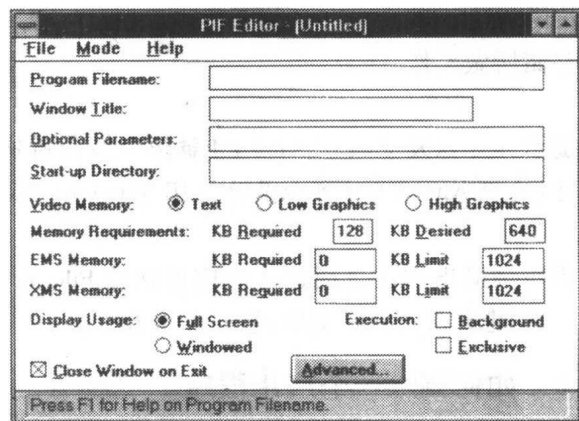 PIF Editor - [Untitled]
File Mode Help
Program Filename:
Window Title:
Optional Parameters:
Start-up Directory:
Video Memory: Text Low Graphics High Graphics
Memory Requirements: KB Required 128 KB Desired 640
EMS Memory: KB Required 0 KB Limit 1024
XMS Memory: KB Required 0 KB Limit 1024
Display Usage: Full Screen Execution: Background
Windowed Exclusive
Close Window on Exit Advanced...
Press F1 for Help on Program Filename.